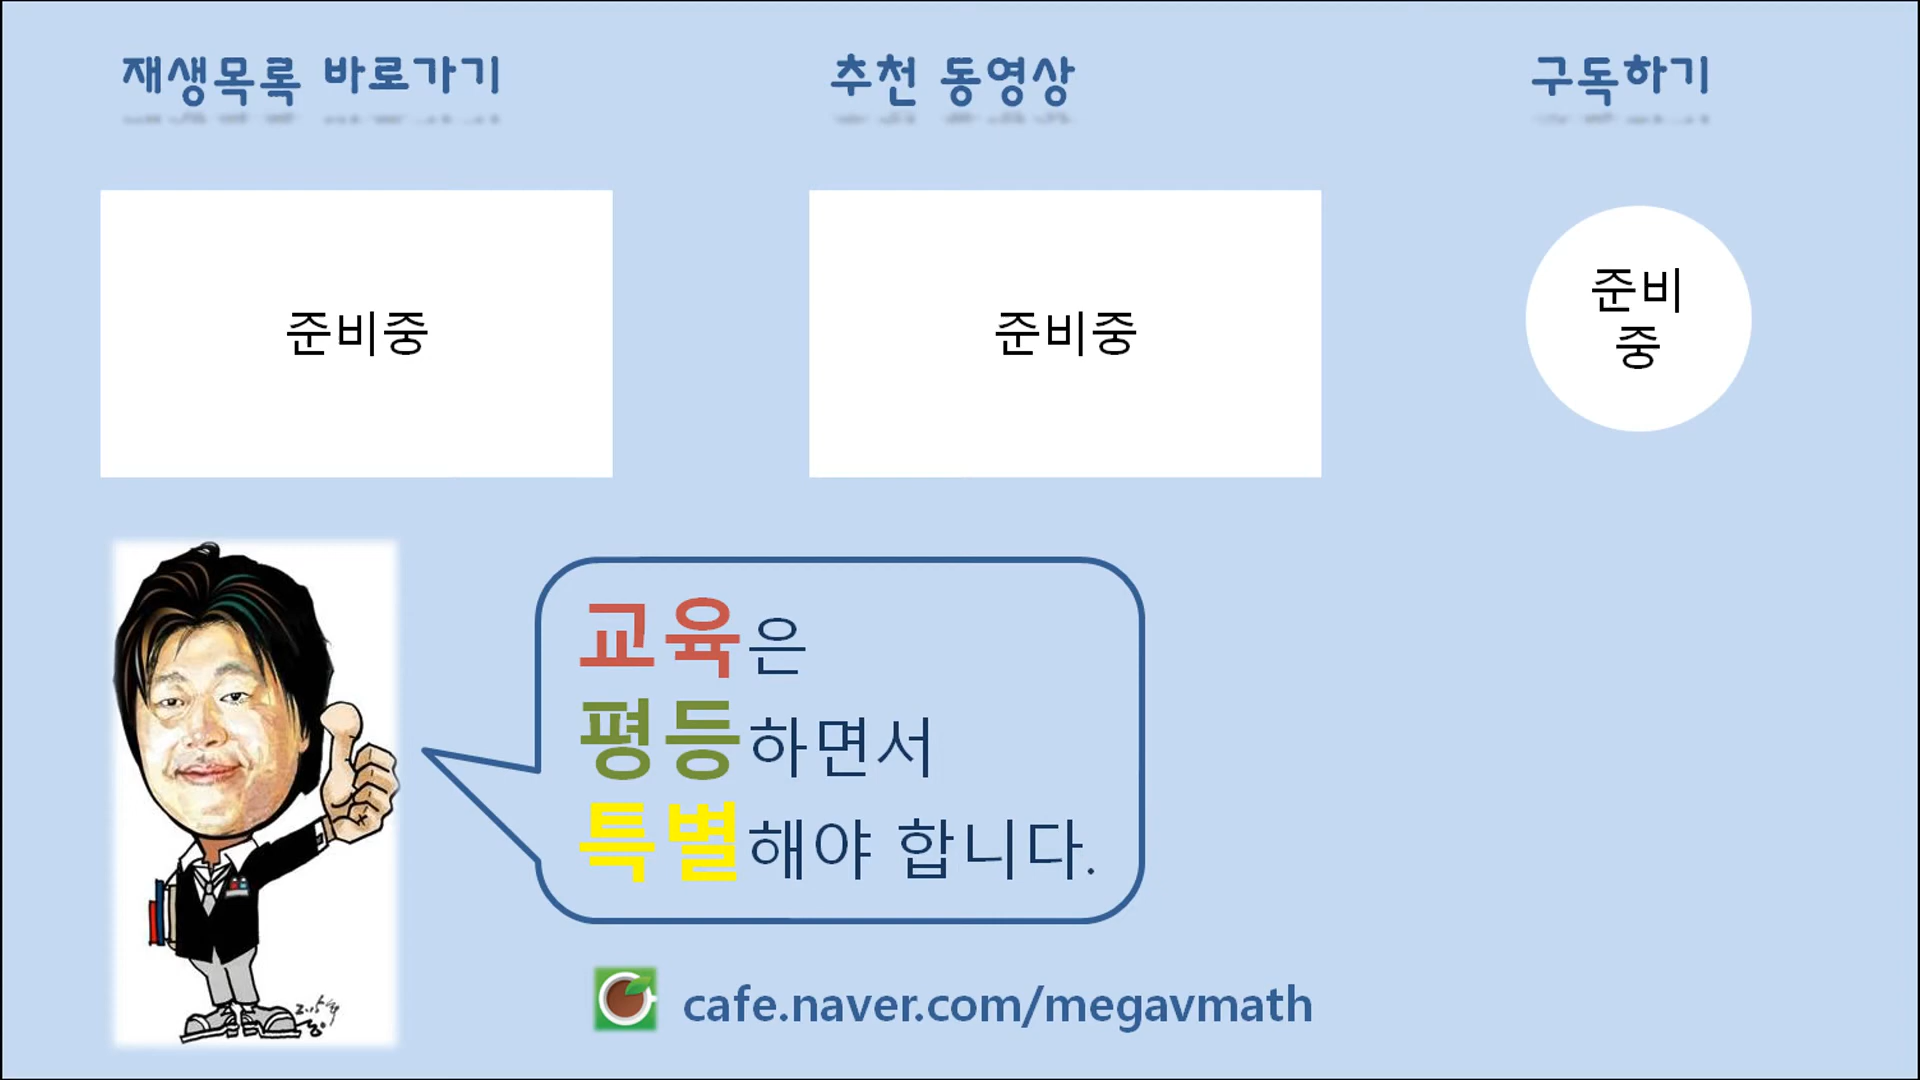 재생목록 바로가기
추천 동영상
구독하기
준비중
준비중
준비
중
교육은
평등하면서
특별해야 합니다.
cafe.naver.com/megavmath